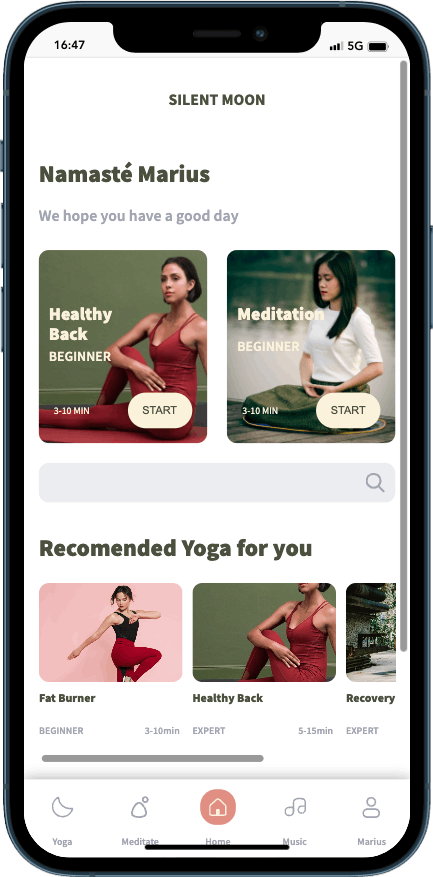 16:47
5G
SILENT MOON
Namasté Marius
We hope you have a good day
Healthy
Back
BEGINNER
3-10 MIN
START
Meditation
BEGINNER
3-10 MIN
START
Recomended Yoga for you
Fat Burner
BEGINNER
3-10min
Healthy Back
EXPERT
5-15min
Recovery
EXPERT
Yoga
Meditate
Home
Music
Marius